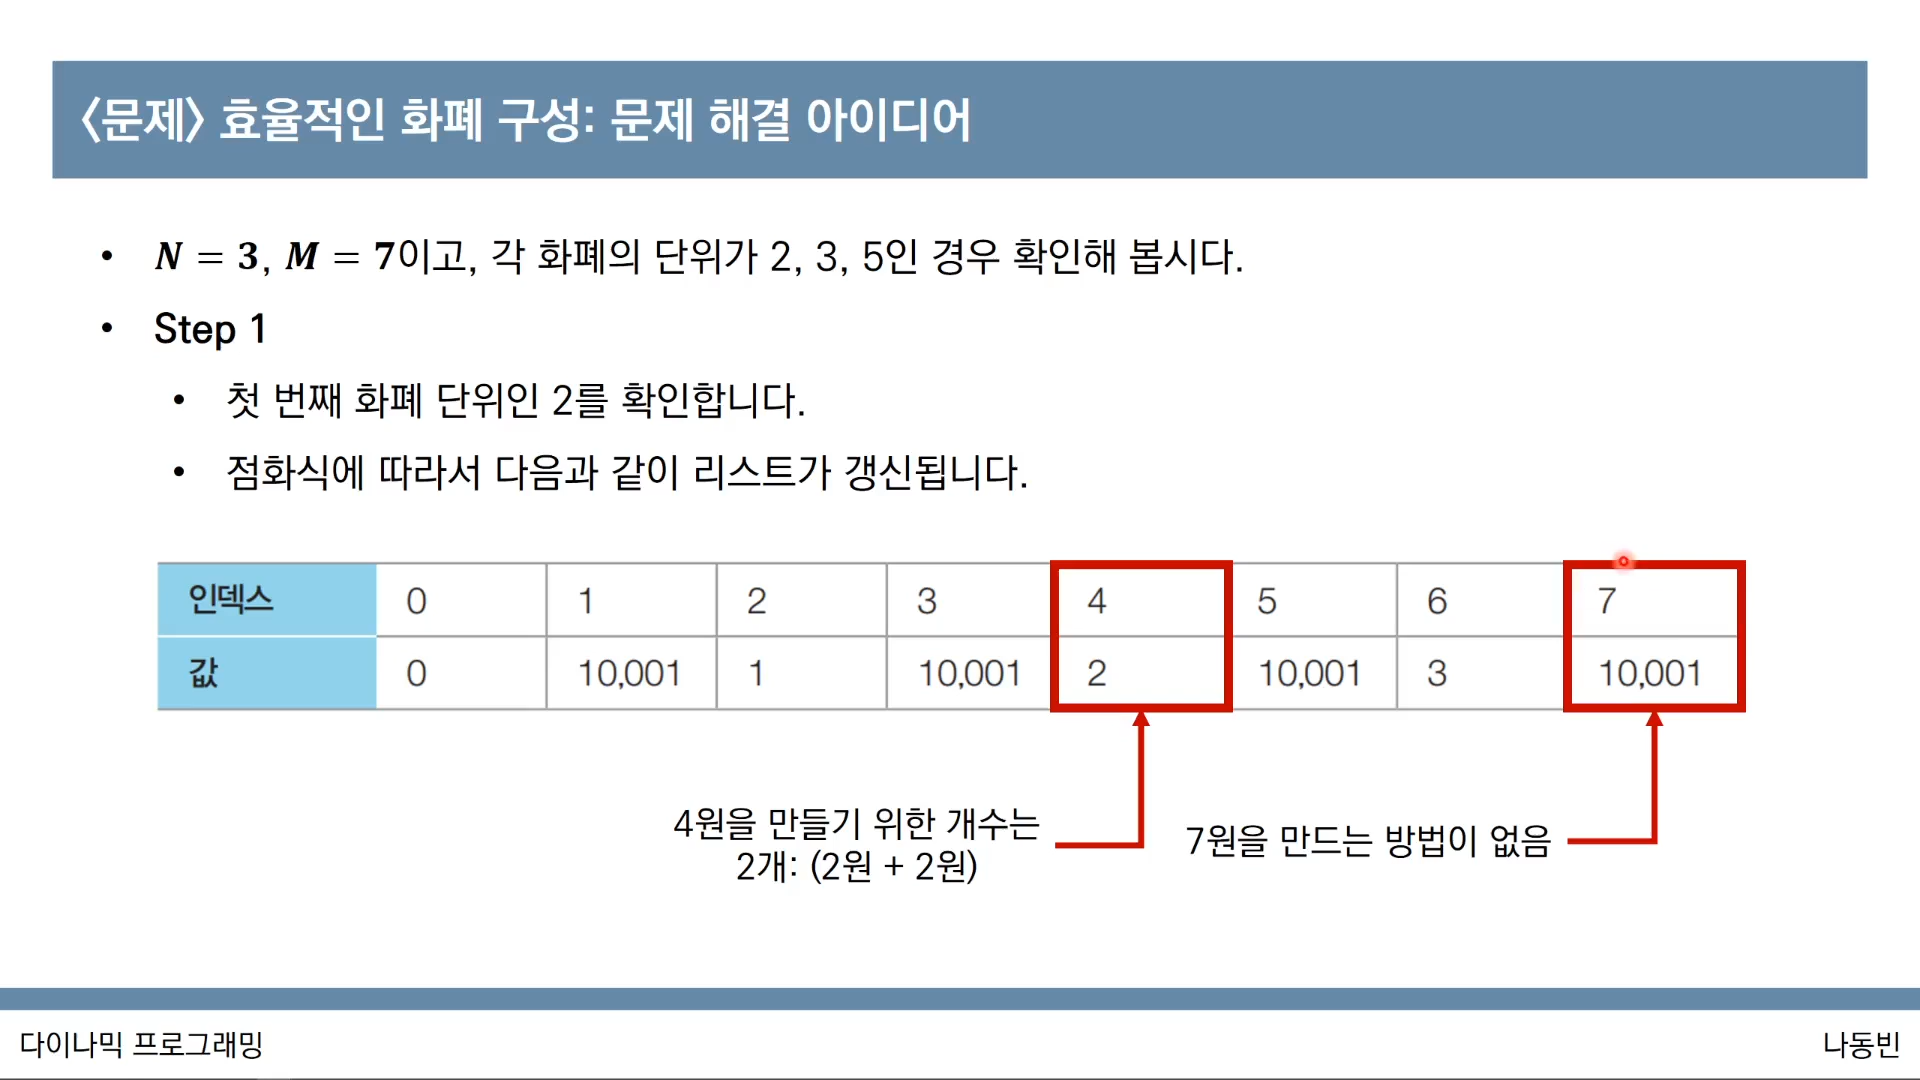 <문제> 효율적인 화폐 구성: 문제 해결 아이디어
• N = 3, M = 7이고, 각 화폐의 단위가 2, 3, 5인 경우 확인해 봅시다.
• Step 1
• 첫 번째 화폐 단위인 2를 확인합니다.
• 점화식에 따라서 다음과 같이 리스트가 갱신됩니다.
인덱스 0 1 2 3 4 5 6 7
값 0 10,001 1 10,001 2 10,001 3 10,001
4원을 만들기 위한 개수는
2개: (2원 + 2원)
7원을 만드는 방법이 없음
다이나믹 프로그래밍
나동빈